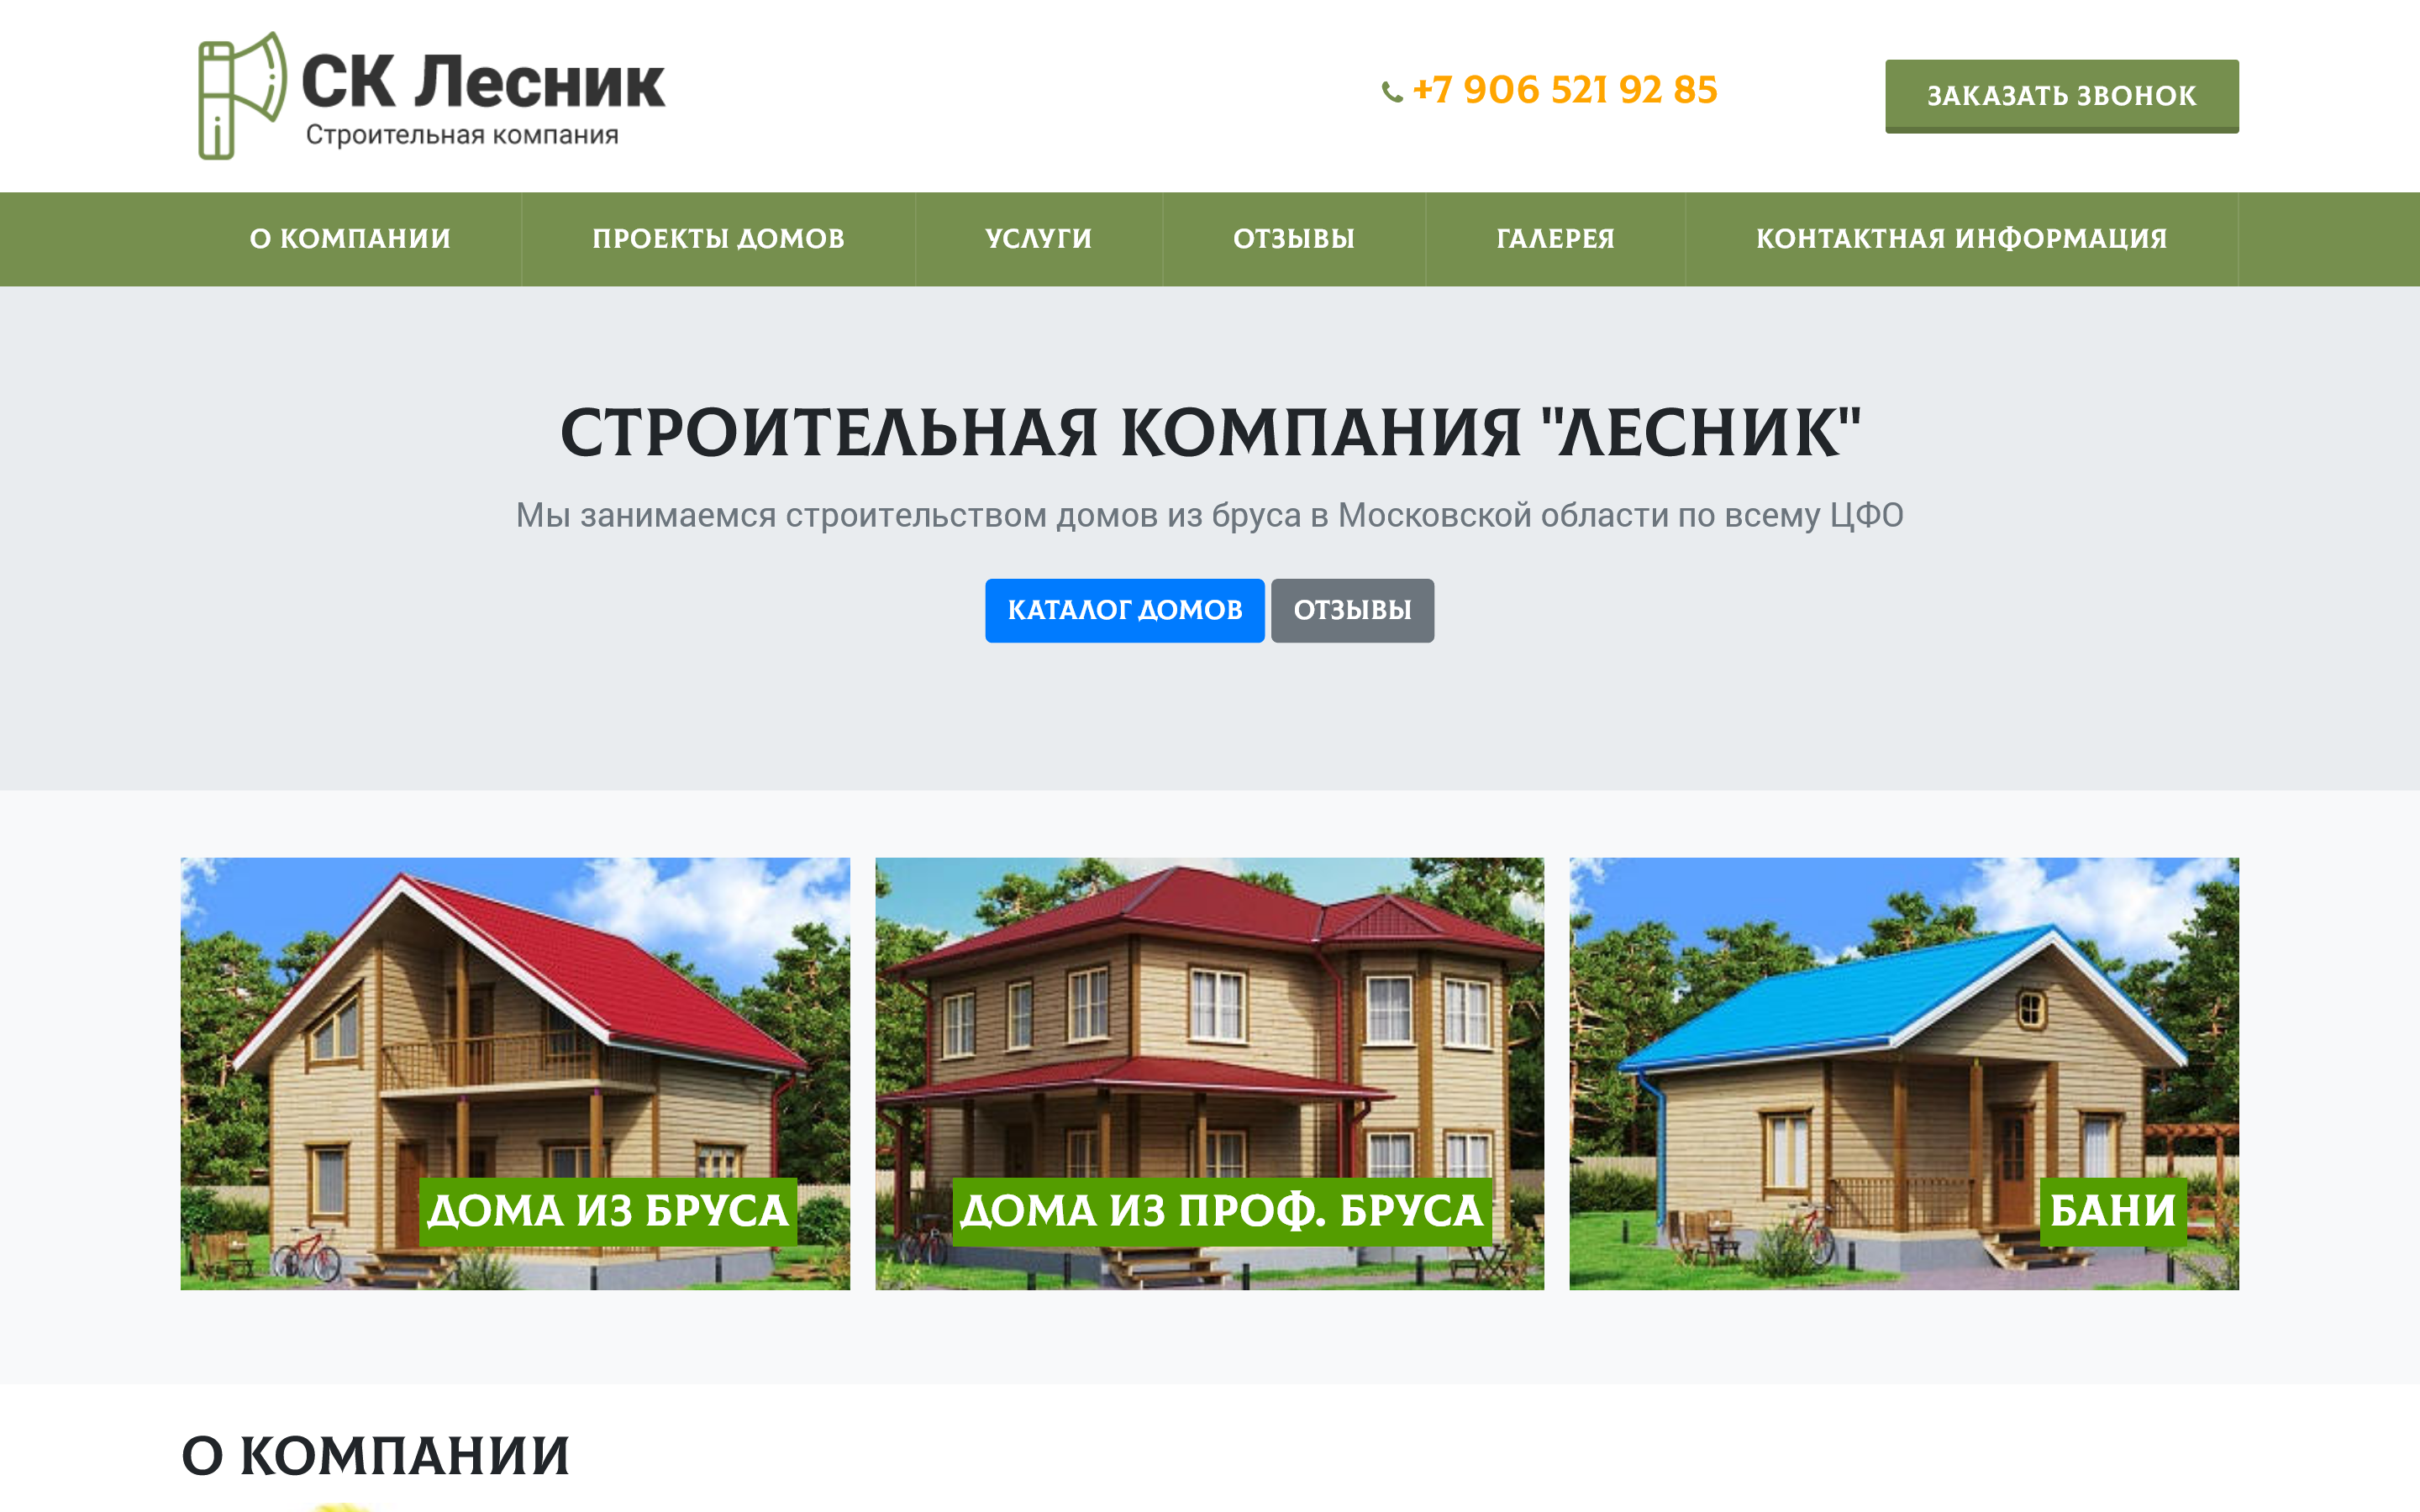 СК Лесник
Строительная компания
+7 906 521 92 85
ЗАКАЗАТЬ ЗВОНОК
О КОМПАНИИ
ПРОЕКТЫ ДОМОВ
УСЛУГИ
ОТЗЫВЫ
ГАЛЕРЕЯ
КОНТАКТНАЯ ИНФОРМАЦИЯ
СТРОИТЕЛЬНАЯ КОМПАНИЯ "ЛЕСНИК"
Мы занимаемся строительством домов из бруса в Московской области по всему ЦФО
КАТАЛОГ ДОМОВ
ОТЗЫВЫ
ДОМА ИЗ БРУСА
ДОМА ИЗ ПРОФ. БРУСА
БАНИ
О КОМПАНИИ